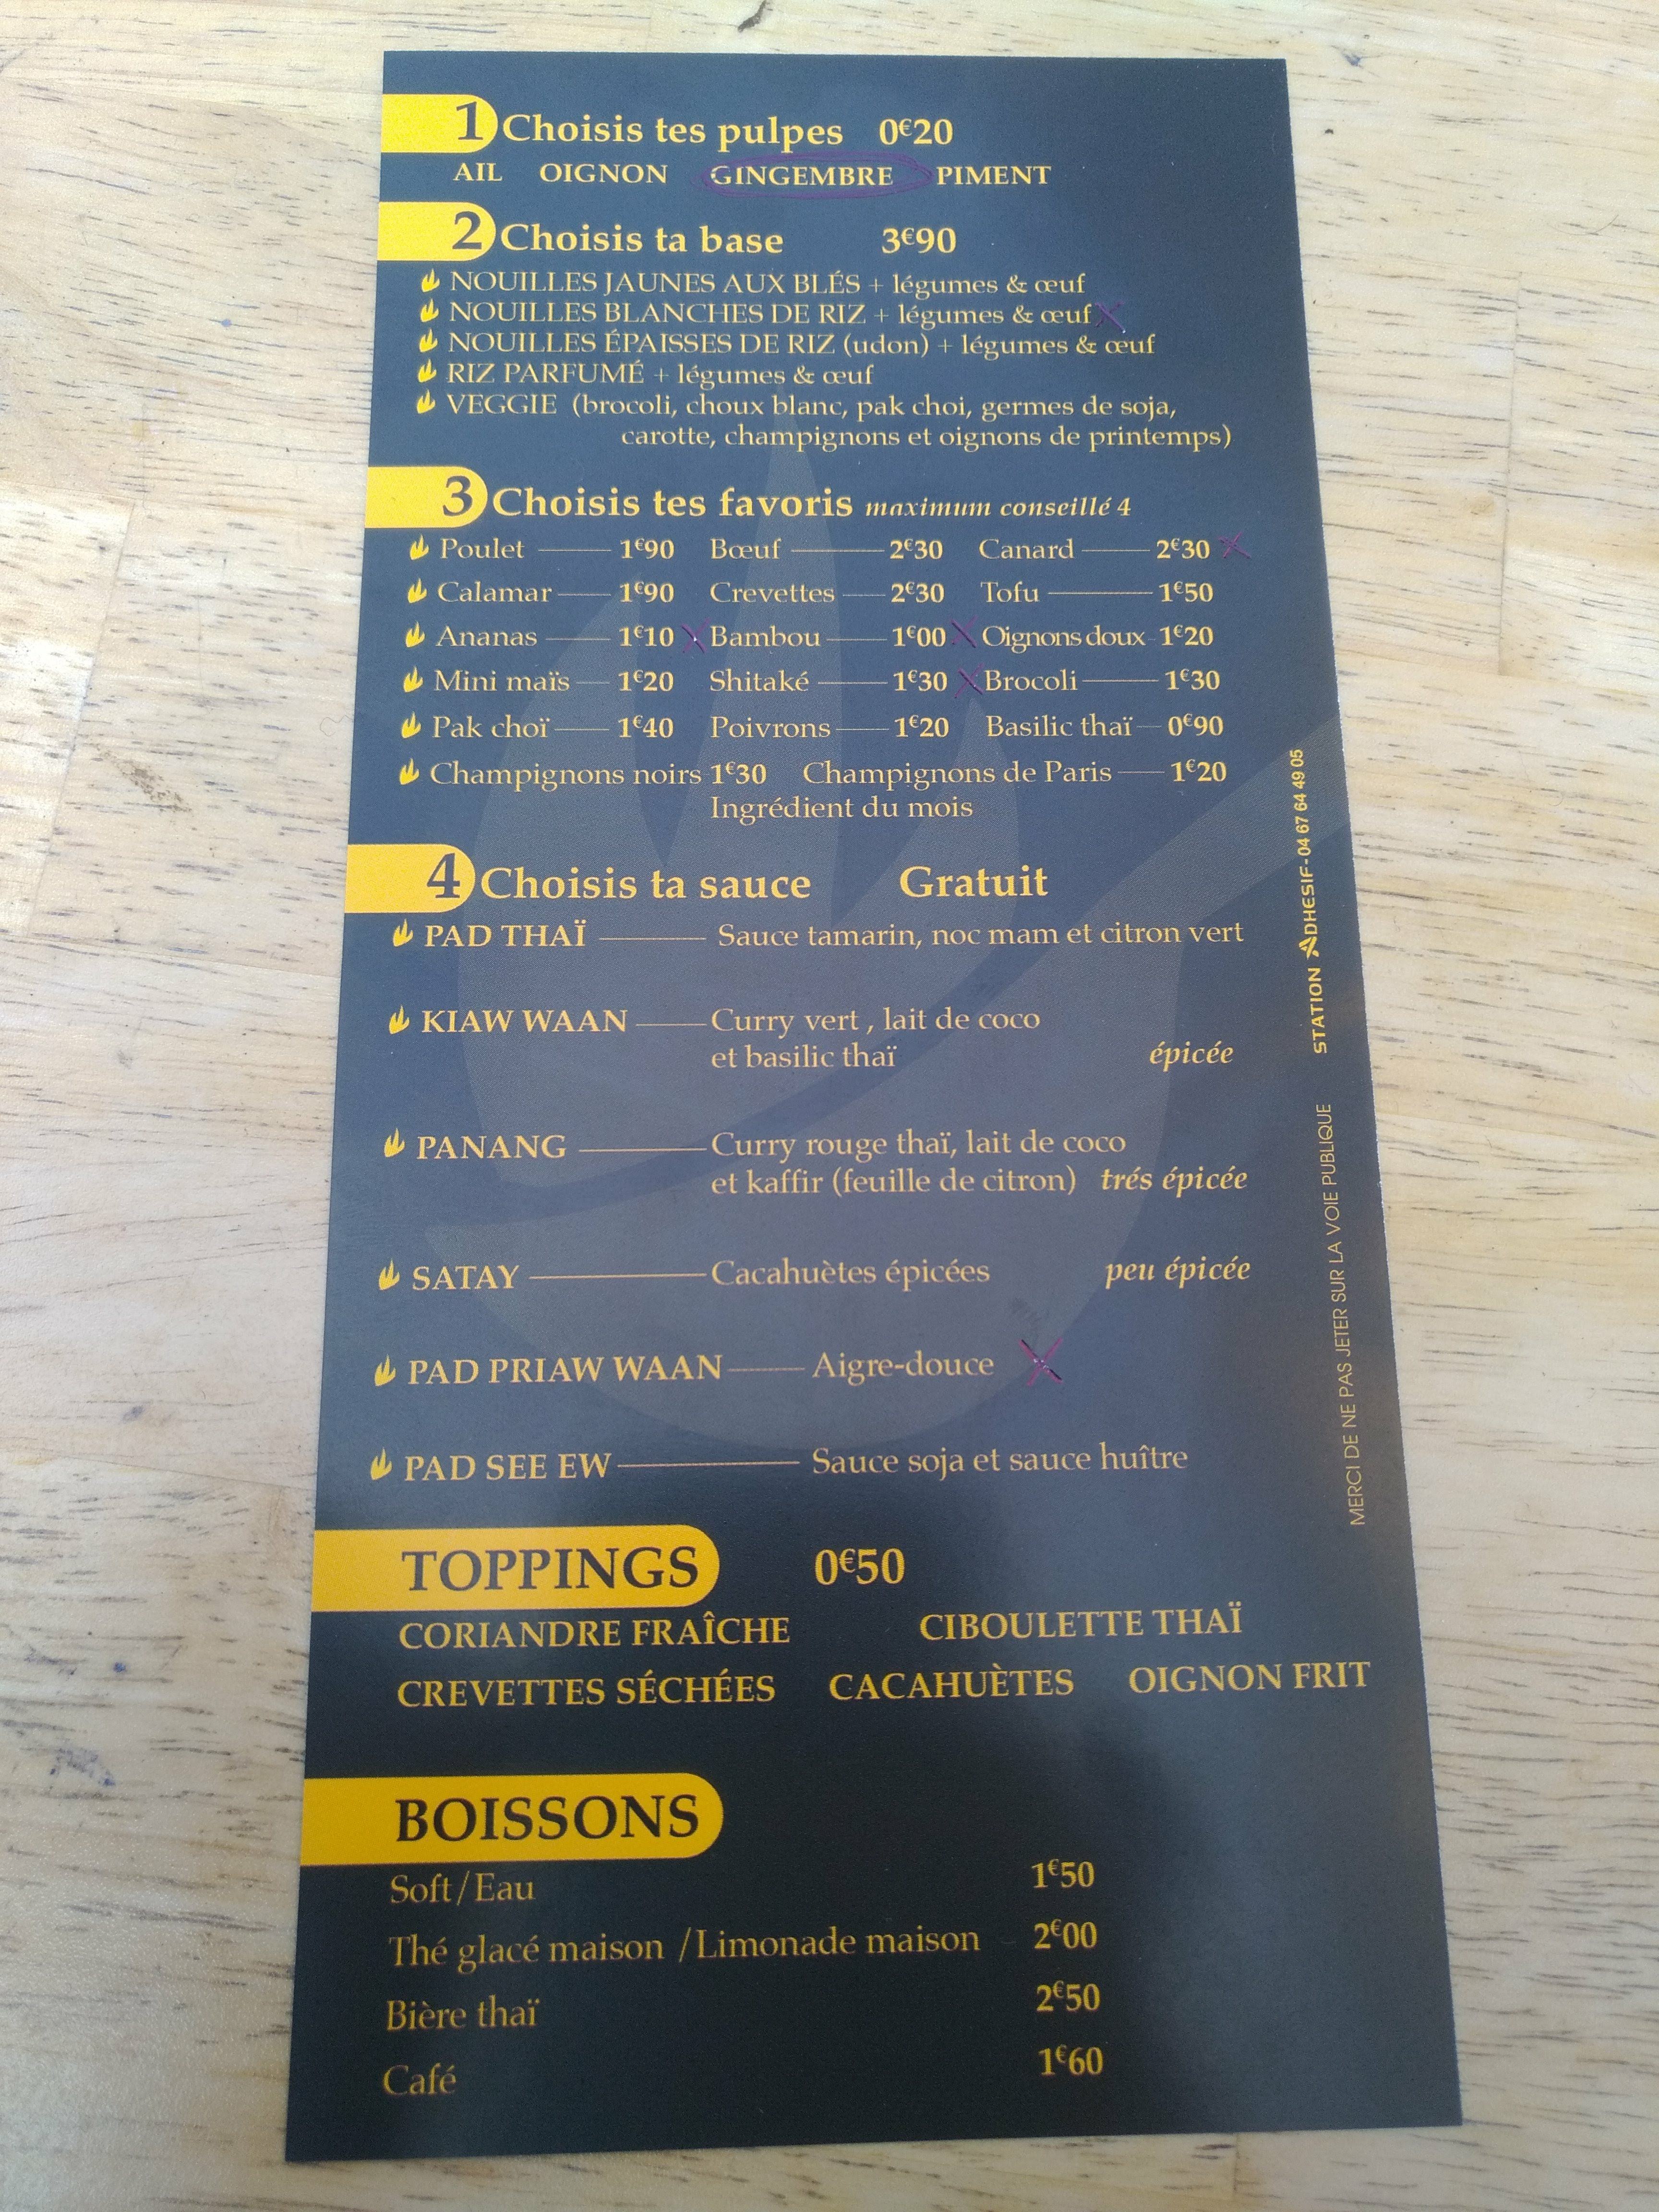 1 Choisis tes pulpes 0€20
AIL OIGNON GINGEMBRE PIMENT
2 Choisis ta base 3€90
NOUILLES JAUNES AUX BLÉS + légumes & œuf
NOUILLES BLANCHES DE RIZ + légumes & œuf X
NOUILLES ÉPAISSES DE RIZ (udon) + légumes & œuf
RIZ PARFUMÉ + légumes & œuf
VEGGIE (brocoli, choux blanc, pak choi, germes de soja,
carotte, champignons et oignons de printemps)
3 Choisis tes favoris maximum conseillé 4
Poulet 1€90 Bœuf 2€30 Canard 2€30 X
Calamar 1€90 Crevettes 2€30 Tofu 1€50
Ananas 1€10 X Bambou 1€00 X Oignons doux 1€20
Mini maïs 1€20 Shitaké 1€30 X Brocoli 1€30
Pak choï 1€40 Poivrons 1€20 Basilic thaï 0€90
Champignons noirs 1€30 Champignons de Paris 1€20
Ingrédient du mois
4 Choisis ta sauce Gratuit
PAD THAÏ Sauce tamarin, noc mam et citron vert
KIAW WAAN Curry vert , lait de coco
et basilic thaï épicée
PANANG Curry rouge thaï, lait de coco
et kaffir (feuille de citron) trés épicée
SATAY Cacahuètes épicées peu épicée
PAD PRIAW WAAN Aigre-douce X
PAD SEE EW Sauce soja et sauce huître
TOPPINGS 0€50
CORIANDRE FRAÎCHE CIBOULETTE THAÏ
CREVETTES SÉCHÉES CACAHUÈTES OIGNON FRIT
BOISSONS
Soft/Eau 1€50
Thé glacé maison /Limonade maison 2€00
Bière thaï 2€50
Café 1€60
MERCI DE NE PAS JETER SUR LA VOIE PUBLIQUE STATION ADHESIF - 04 67 64 49 05